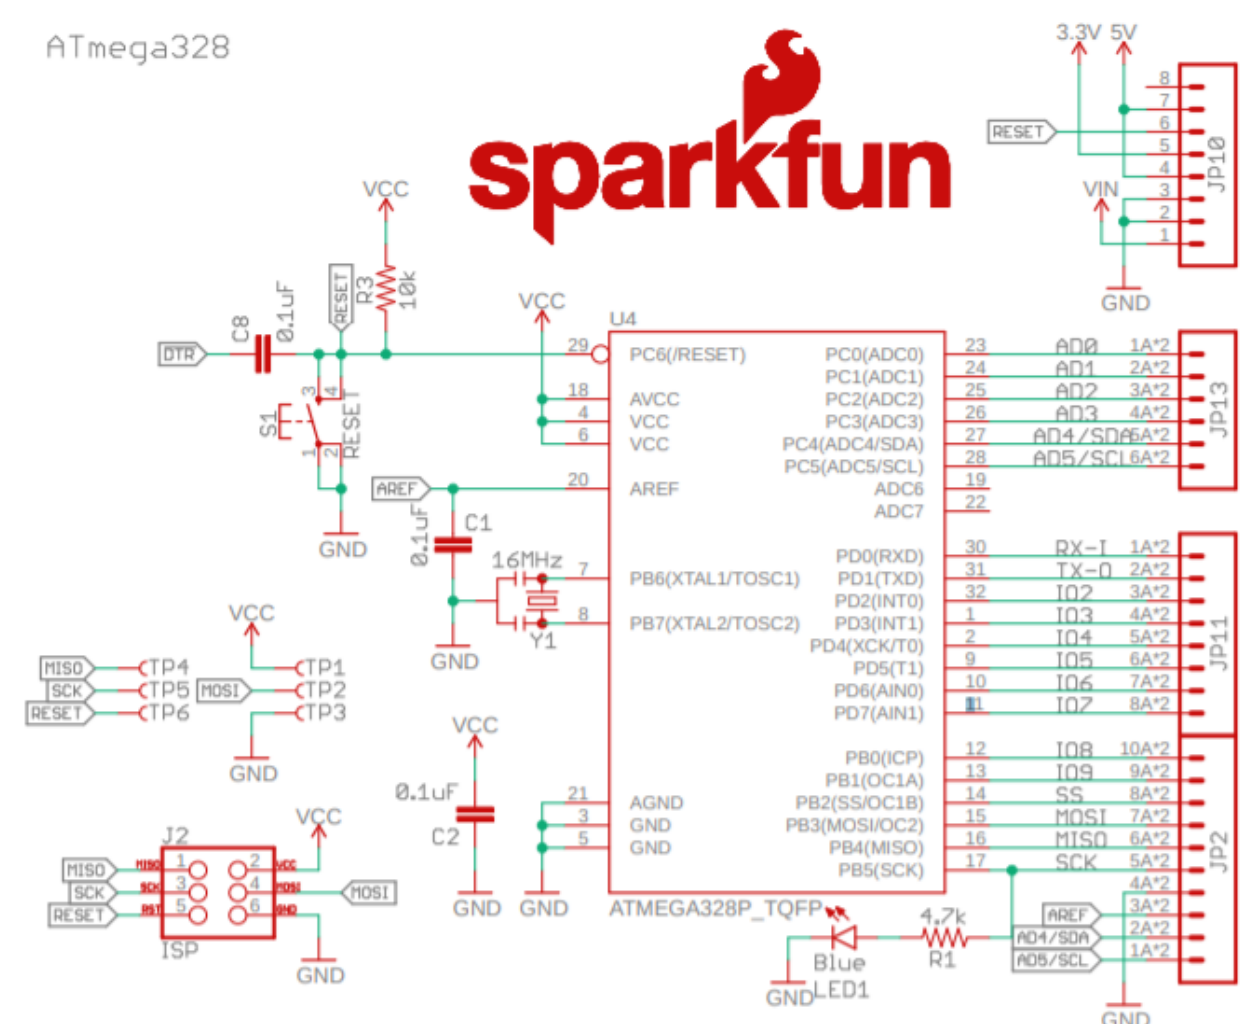 ATmega328
sparkfun
3.3V 5V
8
7
RESET 6
5
4
VIN 3
2
1
JP10
GND
VCC
R3
10k
RESET
C8
0.1uF
DTR
3 4
S1
RESET
1 2
GND
VCC
U4
29 PC6(/RESET)
18 AVCC
4 VCC
6 VCC
AREF 20 AREF
0.1uF
C1
16MHz
7 PB6(XTAL1/TOSC1)
8 PB7(XTAL2/TOSC2)
Y1
GND
21 AGND
3 GND
5 GND
GND
ATMEGA328P_TQFP
PC0(ADC0) 23 AD0 1A*2
PC1(ADC1) 24 AD1 2A*2
PC2(ADC2) 25 AD2 3A*2
PC3(ADC3) 26 AD3 4A*2
PC4(ADC4/SDA) 27 AD4/SDA 5A*2
PC5(ADC5/SCL) 28 AD5/SCL 6A*2
JP13
ADC6 19
ADC7 22
PD0(RXD) 30 RX-I 1A*2
PD1(TXD) 31 TX-O 2A*2
PD2(INT0) 32 IO2 3A*2
PD3(INT1) 1 IO3 4A*2
PD4(XCK/T0) 2 IO4 5A*2
PD5(T1) 9 IO5 6A*2
PD6(AIN0) 10 IO6 7A*2
PD7(AIN1) 11 IO7 8A*2
JP11
PB0(ICP) 12 IO8 10A*2
PB1(OC1A) 13 IO9 9A*2
PB2(SS/OC1B) 14 SS 8A*2
PB3(MOSI/OC2) 15 MOSI 7A*2
PB4(MISO) 16 MISO 6A*2
PB5(SCK) 17 SCK 5A*2
4A*2
AREF 3A*2
AD4/SDA 2A*2
AD5/SCL 1A*2
JP2
GND
4.7k
R1
Blue
LED1
GND
VCC
MISO TP4 TP1
SCK TP5 MOSI TP2
RESET TP6 TP3
GND
VCC
0.1uF
C2
GND
J2
VCC
MISO MISO 1 2 VCC
SCK SCK 3 4 MOSI MOSI
RESET RST 5 6 GND
ISP
GND